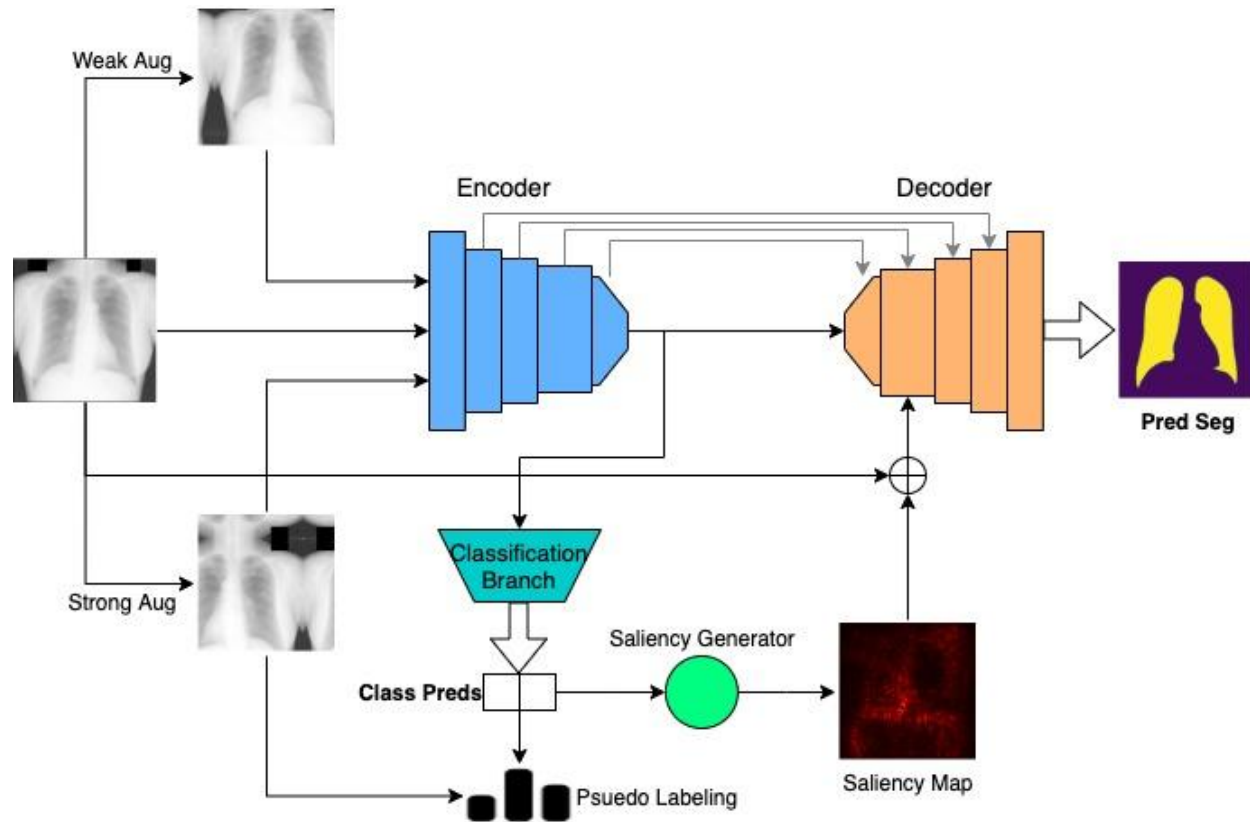 Weak Aug
Encoder
Decoder
Pred Seg
Strong Aug
Classification
Branch
Saliency Generator
Class Preds
Psuedo Labeling
Saliency Map